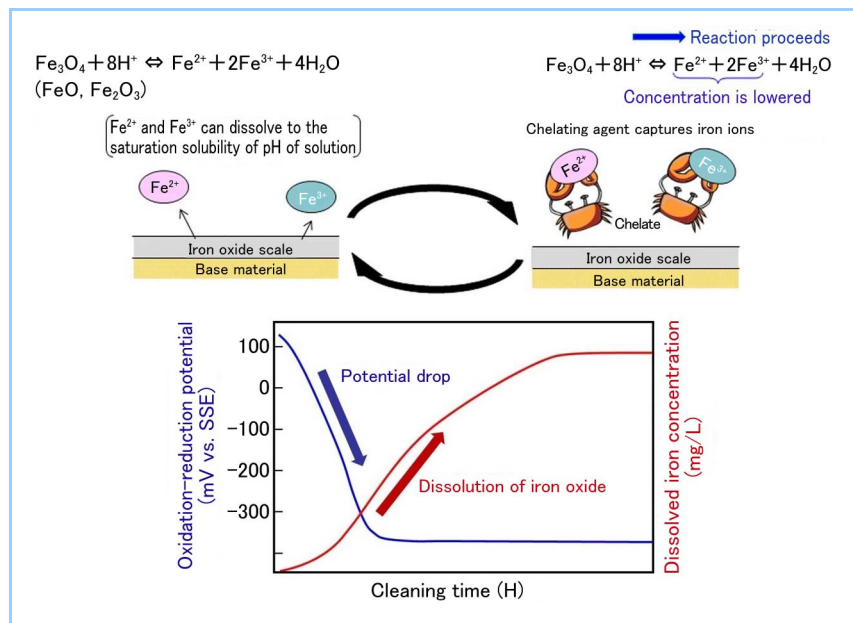 Fe₃O₄+8H⁺ ⇔ Fe²⁺+2Fe³⁺+4H₂O
(FeO, Fe₂O₃)
Fe²⁺ and Fe³⁺ can dissolve to the
saturation solubility of pH of solution
Fe²⁺
Fe³⁺
Iron oxide scale
Base material
Reaction proceeds
Fe₃O₄+8H⁺ ⇔ Fe²⁺+2Fe³⁺+4H₂O
Concentration is lowered
Chelating agent captures iron ions
Fe²⁺
Fe³⁺
Chelate
Iron oxide scale
Base material
Oxidation-reduction potential
(mV vs. SSE)
100
0
-100
-200
-300
Potential drop
Dissolution of iron oxide
Dissolved iron concentration
(mg/L)
Cleaning time (H)